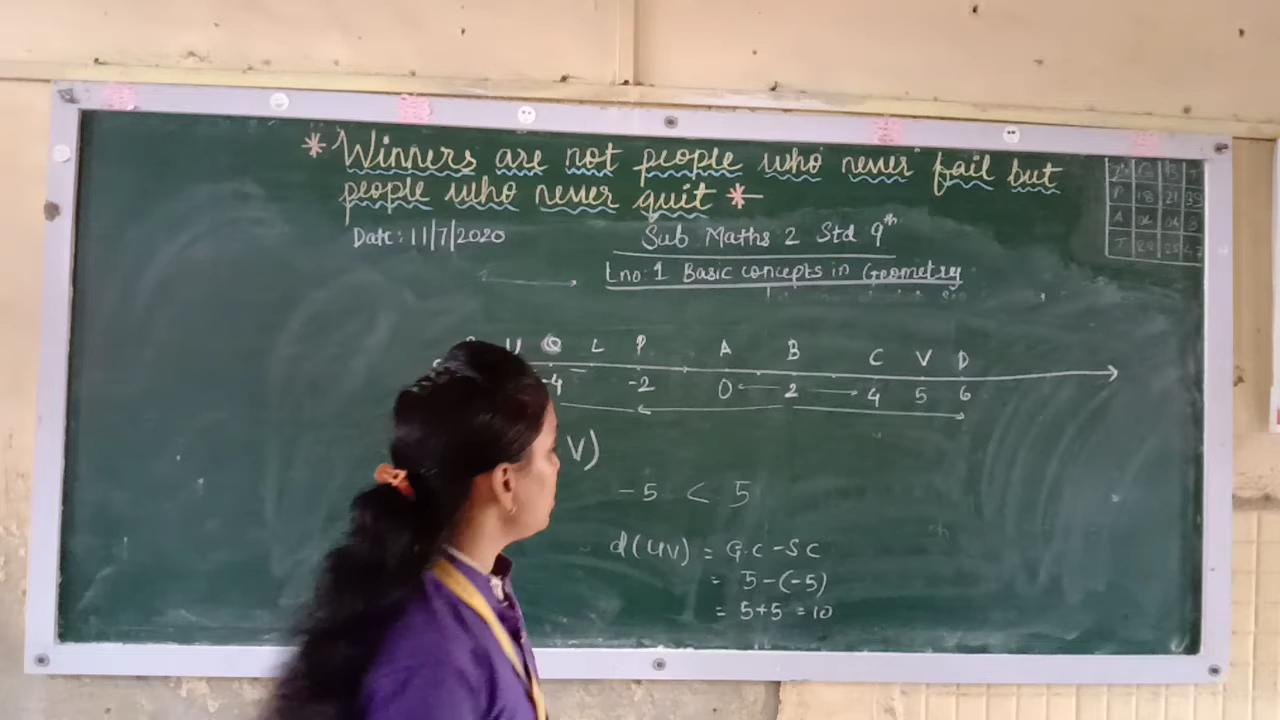 * Winners are not people who never fail but
people who never quit *
Date: 11/7/2020
Sub Maths 2 Std 9th
Lno: 1 Basic concepts in Geometry
U Q L P A B C V D
-4 -2 0 2 4 5 6
V)
-5 < 5
d(UV) = G.C - SC
= 5-(-5)
= 5+5 = 10